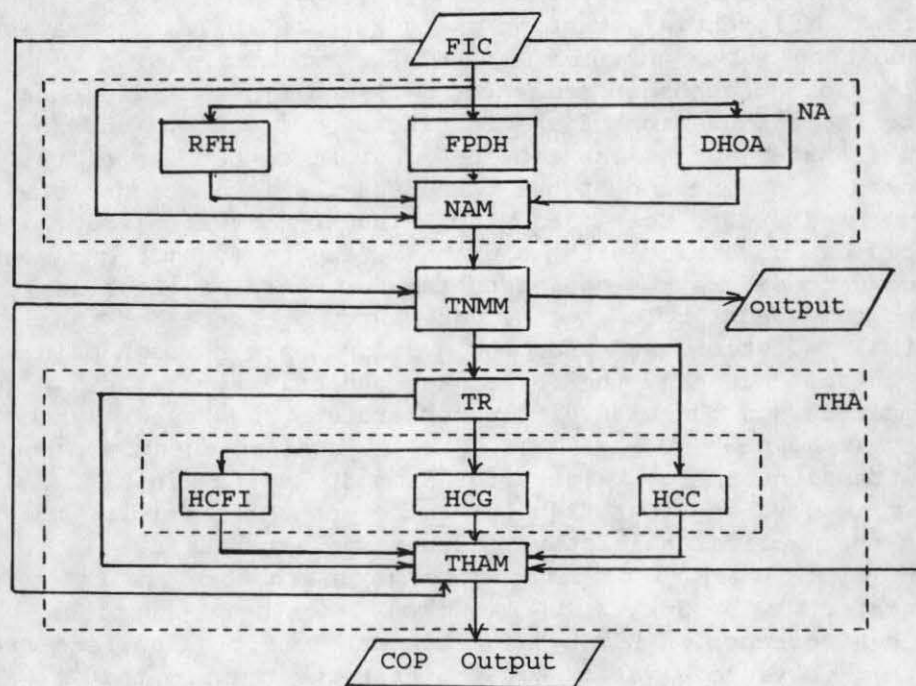 FIC
NA
RFH
FPDH
DHOA
NAM
TNMM
output
TR
THA
HCFI
HCG
HCC
THAM
COP Output